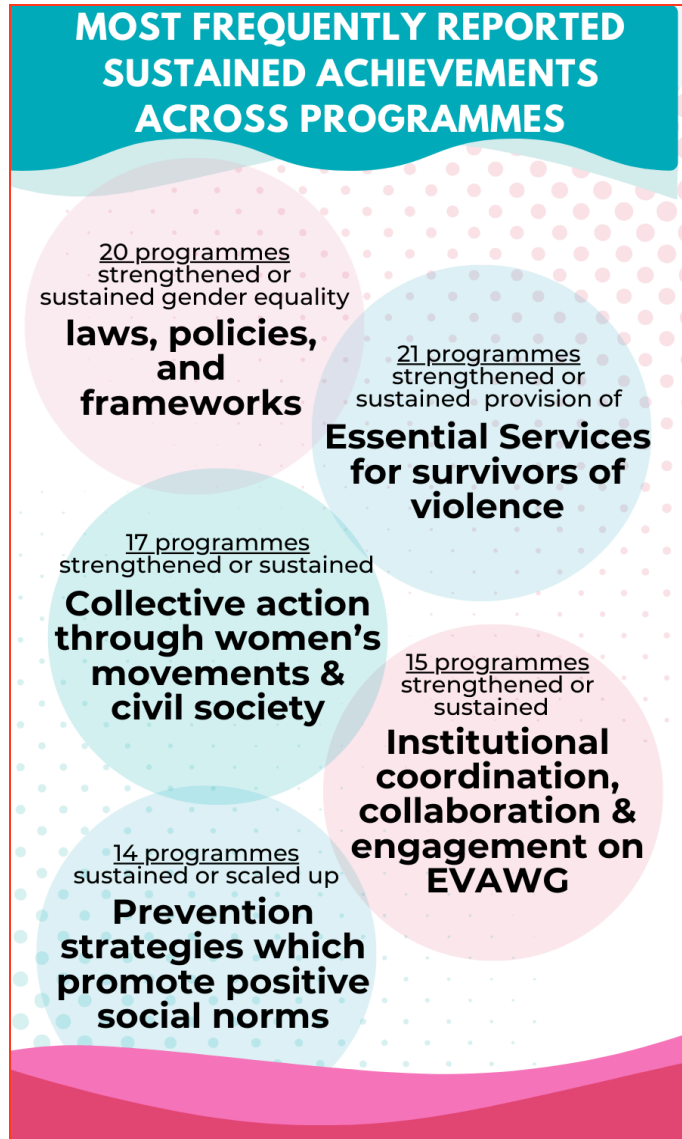 MOST FREQUENTLY REPORTED
SUSTAINED ACHIEVEMENTS
ACROSS PROGRAMMES
20 programmes
strengthened or
sustained gender equality
laws, policies,
and
frameworks
21 programmes
strengthened or
sustained provision of
Essential Services
for survivors of
violence
17 programmes
strengthened or sustained
Collective action
through women’s
movements &
civil society
15 programmes
strengthened or
sustained
Institutional
coordination,
collaboration &
engagement on
EVAWG
14 programmes
sustained or scaled up
Prevention
strategies which
promote positive
social norms